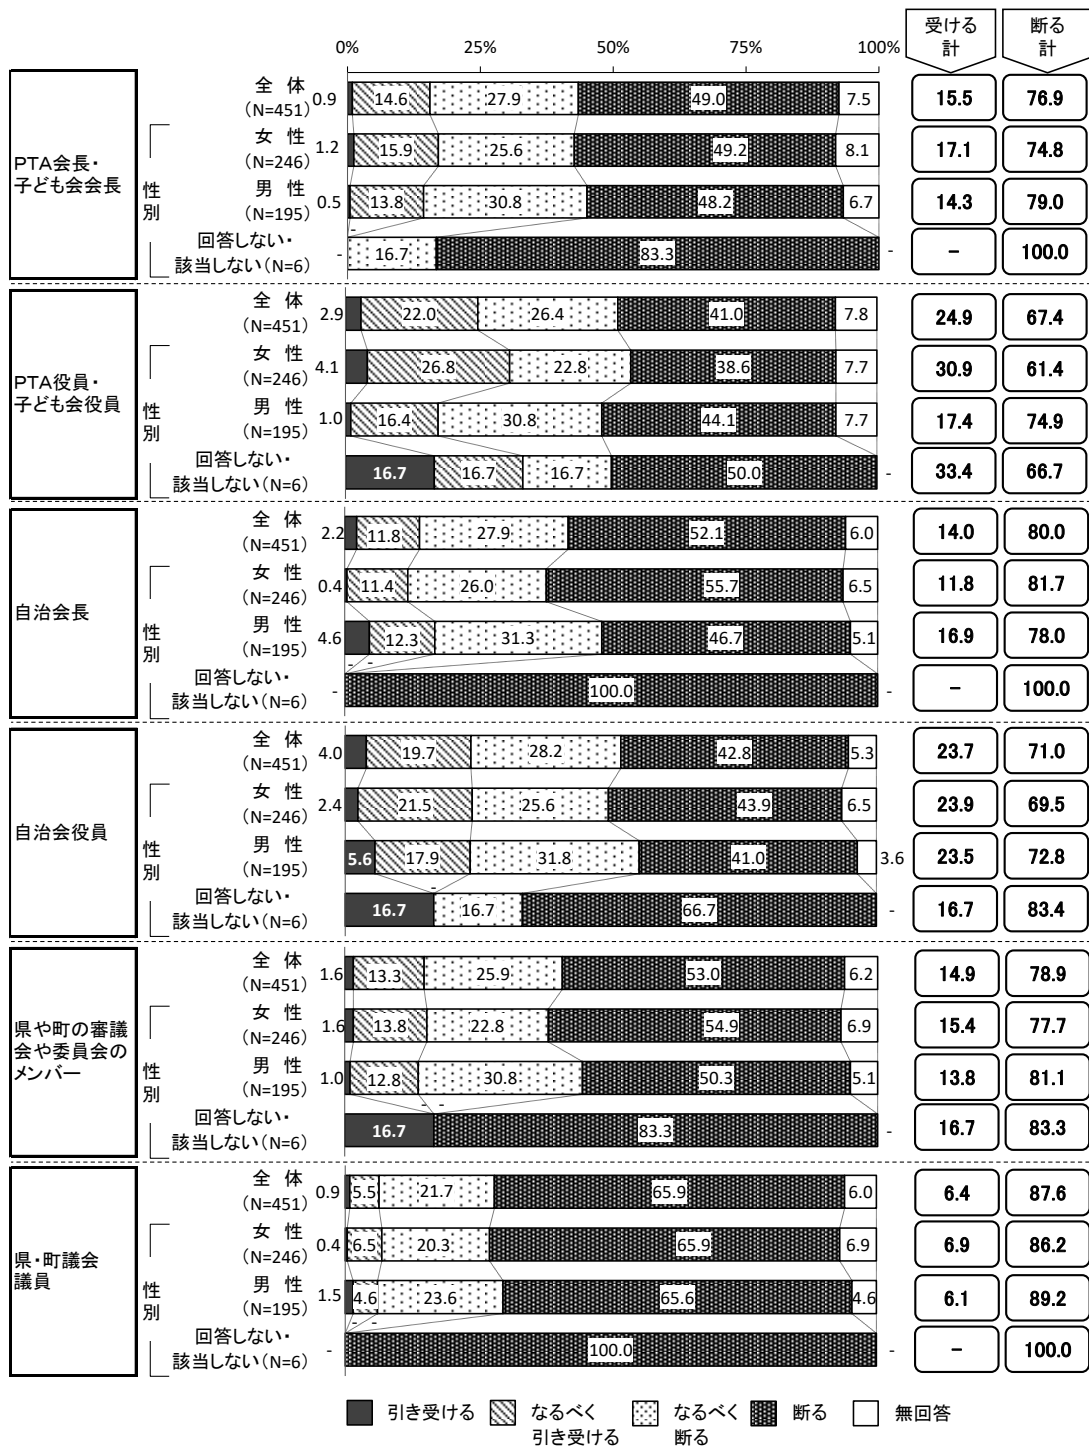 受ける 断る
計 計
0% 25% 50% 75% 100%
全 体
(N=451) 0.9 14.6 27.9 49.0 7.5 15.5 76.9
女 性
(N=246) 1.2 15.9 25.6 49.2 8.1 17.1 74.8
PTA会長・
子ども会会長
性別
男 性
(N=195) 0.5 13.8 30.8 48.2 6.7 14.3 79.0
-
回答しない・
該当しない(N=6) - 16.7 83.3 - - 100.0
全 体
(N=451) 2.9 22.0 26.4 41.0 7.8 24.9 67.4
女 性
(N=246) 4.1 26.8 22.8 38.6 7.7 30.9 61.4
PTA役員・
子ども会役員
性別
男 性
(N=195) 1.0 16.4 30.8 44.1 7.7 17.4 74.9
回答しない・
該当しない(N=6) 16.7 16.7 16.7 50.0 - 33.4 66.7
全 体
(N=451) 2.2 11.8 27.9 52.1 6.0 14.0 80.0
女 性
(N=246) 0.4 11.4 26.0 55.7 6.5 11.8 81.7
自治会長
性別
男 性
(N=195) 4.6 12.3 31.3 46.7 5.1 16.9 78.0
- -
回答しない・
該当しない(N=6) - 100.0 - - 100.0
全 体
(N=451) 4.0 19.7 28.2 42.8 5.3 23.7 71.0
女 性
(N=246) 2.4 21.5 25.6 43.9 6.5 23.9 69.5
自治会役員
性別
男 性
(N=195) 5.6 17.9 31.8 41.0 3.6 23.5 72.8
-
回答しない・
該当しない(N=6) 16.7 16.7 66.7 - 16.7 83.4
全 体
(N=451) 1.6 13.3 25.9 53.0 6.2 14.9 78.9
女 性
(N=246) 1.6 13.8 22.8 54.9 6.9 15.4 77.7
県や町の審議
会や委員会の
メンバー
性別
男 性
(N=195) 1.0 12.8 30.8 50.3 5.1 13.8 81.1
- -
回答しない・
該当しない(N=6) 16.7 83.3 - 16.7 83.3
全 体
(N=451) 0.9 5.5 21.7 65.9 6.0 6.4 87.6
女 性
(N=246) 0.4 6.5 20.3 65.9 6.9 6.9 86.2
県・町議会
議員
性別
男 性
(N=195) 1.5 4.6 23.6 65.6 4.6 6.1 89.2
- -
回答しない・
該当しない(N=6) - 100.0 - - 100.0
引き受ける なるべく なるべく 断る 無回答
引き受ける 断る